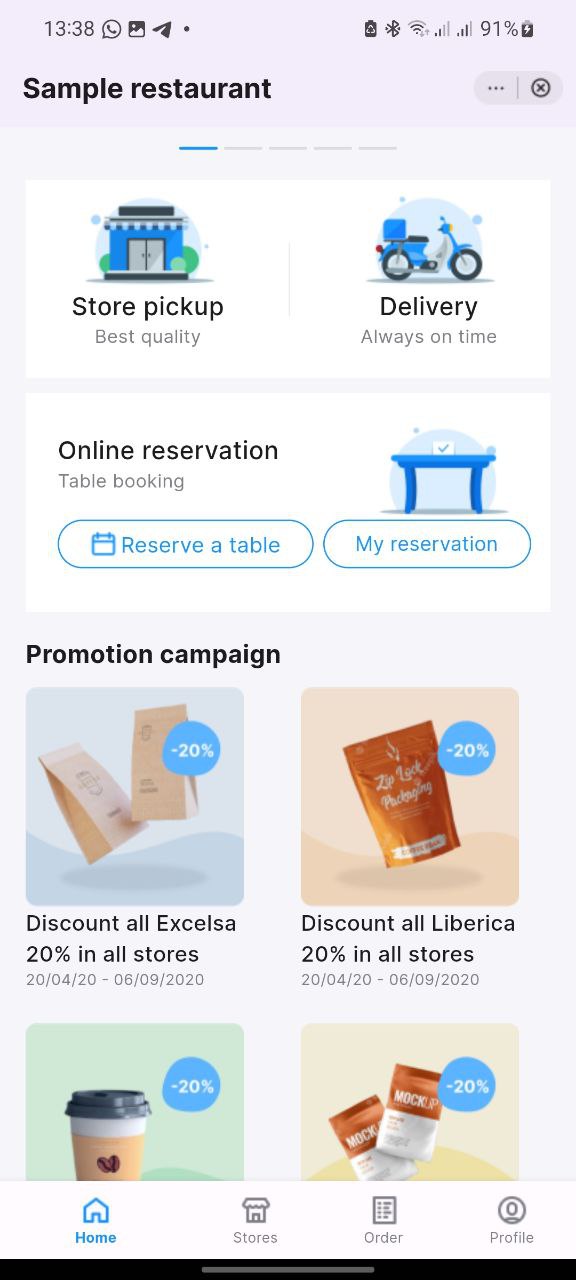 13:38
91%
Sample restaurant
Store pickup
Best quality
Delivery
Always on time
Online reservation
Table booking
Reserve a table
My reservation
Promotion campaign
-20%
Zip Lock
Packaging
-20%
Discount all Excelsa
20% in all stores
20/04/20 - 06/09/2020
Discount all Liberica
20% in all stores
20/04/20 - 06/09/2020
-20%
MOCKUP
-20%
Home
Stores
Order
Profile